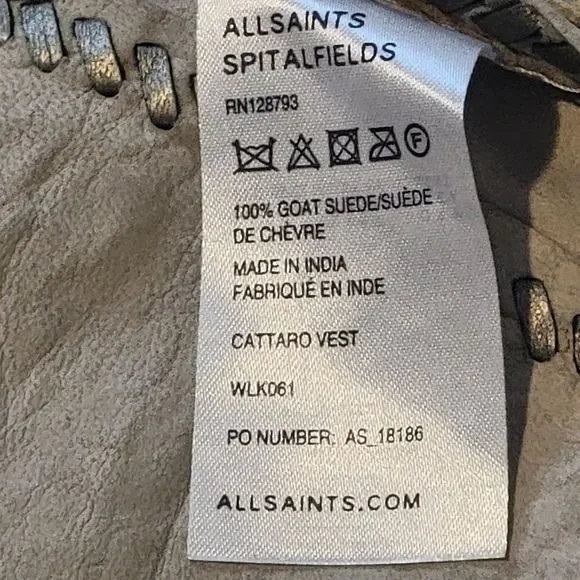 ALLSAINTS
SPITALFIELDS
RN128793
F
100% GOAT SUEDE/SUÈDE
DE CHÈVRE
MADE IN INDIA
FABRIQUÉ EN INDE
CATTARO VEST
WLK061
PO NUMBER: AS_18186
ALLSAINTS.COM